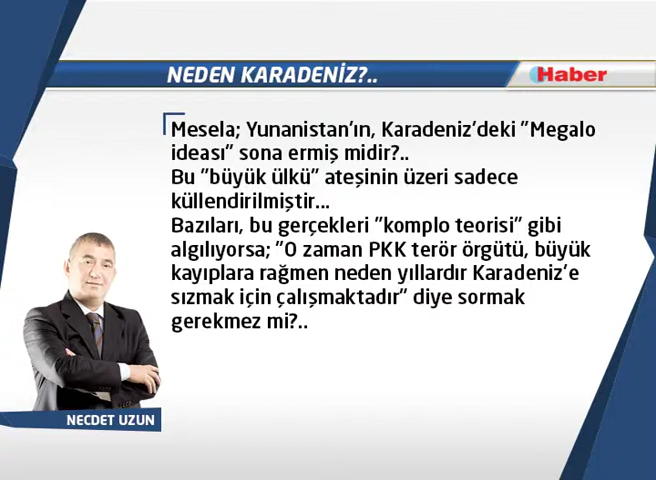 NEDEN KARADENİZ?..
Haber
Mesela; Yunanistan'ın, Karadeniz'deki "Megalo
ideası" sona ermiş midir?..
Bu "büyük ülkü" ateşinin üzeri sadece
küllendirilmiştir...
Bazıları, bu gerçekleri "komplo teorisi" gibi
algılıyorsa; "O zaman PKK terör örgütü, büyük
kayıplara rağmen neden yıllardır Karadeniz'e
sızmak için çalışmaktadır" diye sormak
gerekmez mi?..
NECDET UZUN